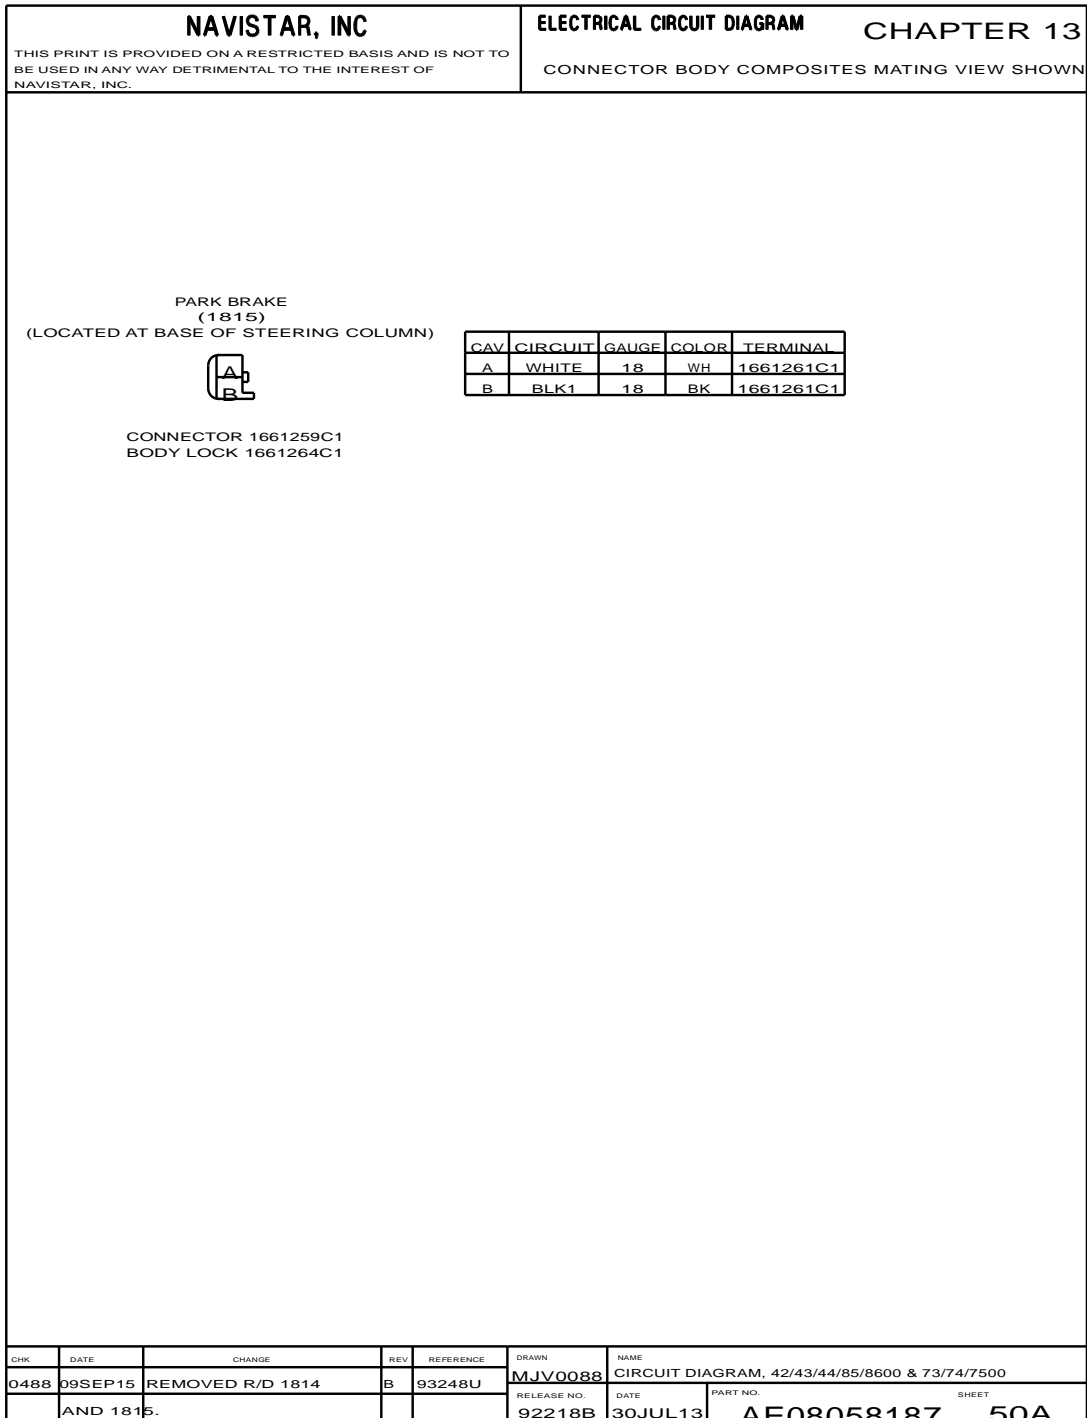 NAVISTAR, INC
THIS PRINT IS PROVIDED ON A RESTRICTED BASIS AND IS NOT TO
BE USED IN ANY WAY DETRIMENTAL TO THE INTEREST OF
NAVISTAR, INC.
ELECTRICAL CIRCUIT DIAGRAM CHAPTER 13
CONNECTOR BODY COMPOSITES MATING VIEW SHOWN
PARK BRAKE
(1815)
(LOCATED AT BASE OF STEERING COLUMN)
A
B
CONNECTOR 1661259C1
BODY LOCK 1661264C1
CAV CIRCUIT GAUGE COLOR TERMINAL
A WHITE 18 WH 1661261C1
B BLK1 18 BK 1661261C1
CHK DATE CHANGE REV REFERENCE
0488 09SEP15 REMOVED R/D 1814 B 93248U
AND 1815.
DRAWN NAME
MJV0088 CIRCUIT DIAGRAM, 42/43/44/85/8600 & 73/74/7500
RELEASE NO. DATE PART NO. SHEET
92218B 30JUL13 AE08058187 50A